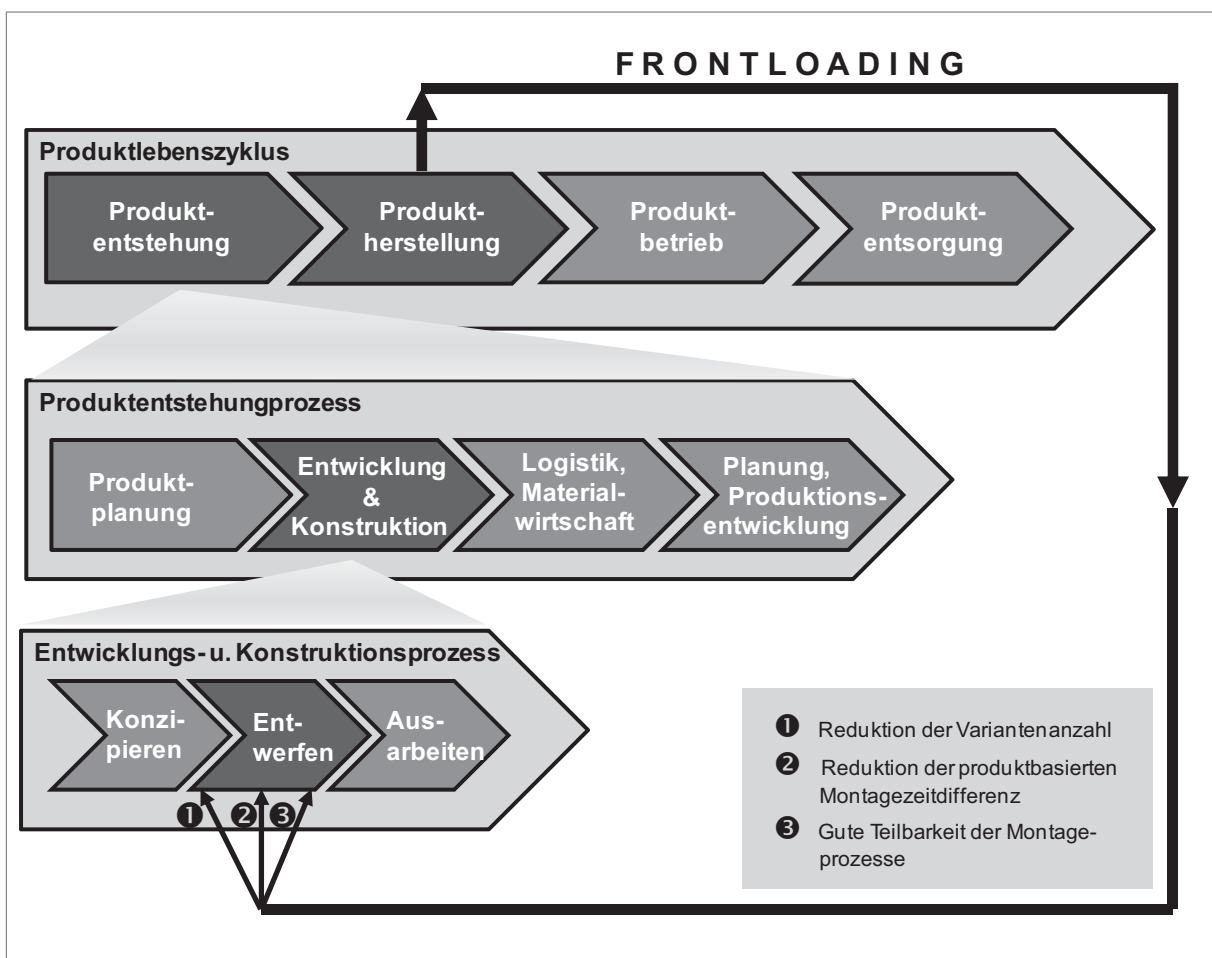 FRONTLOADING
Produktlebenszyklus
Produkt-
entstehung
Produkt-
herstellung
Produkt-
betrieb
Produkt-
entsorgung
Produktentstehungprozess
Produkt-
planung
Entwicklung
&
Konstruktion
Logistik,
Material-
wirtschaft
Planung,
Produktions-
entwicklung
Entwicklungs- u. Konstruktionsprozess
Konzi-
pieren
Ent-
werfen
Aus-
arbeiten
❶ ❷ ❸
❶ Reduktion der Variantenanzahl
❷ Reduktion der produktbasierten
Montagezeitdifferenz
❸ Gute Teilbarkeit der Montage-
prozesse